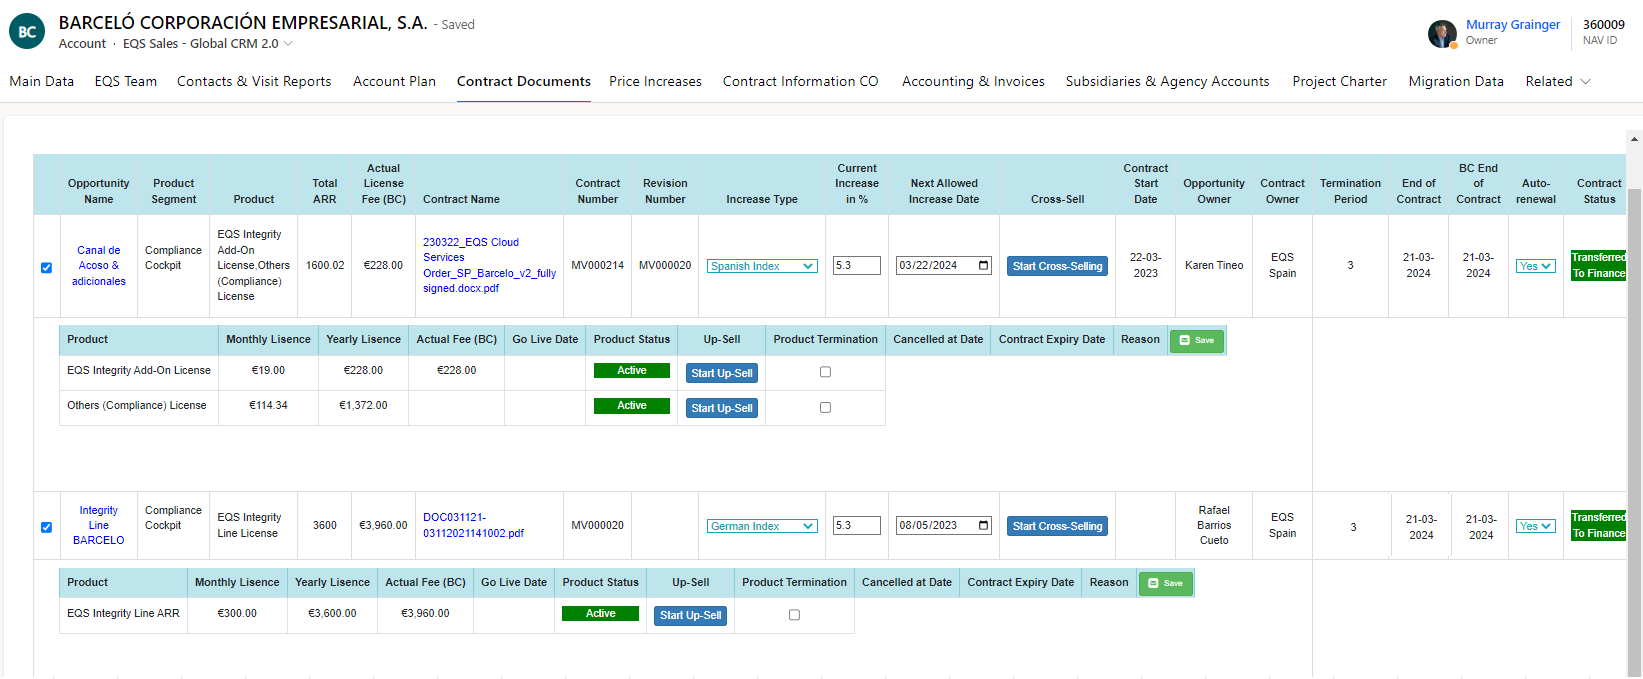 BC
BARCELÓ CORPORACIÓN EMPRESARIAL, S.A. - Saved
Account · EQS Sales - Global CRM 2.0
Murray Grainger
Owner
360009
NAV ID
Main Data EQS Team Contacts & Visit Reports Account Plan Contract Documents Price Increases Contract Information CO Accounting & Invoices Subsidiaries & Agency Accounts Project Charter Migration Data Related
Opportunity Name
Product Segment
Product
Total ARR
Actual License Fee (BC)
Contract Name
Contract Number
Revision Number
Increase Type
Current Increase in %
Next Allowed Increase Date
Cross-Sell
Contract Start Date
Opportunity Owner
Contract Owner
Termination Period
End of Contract
BC End of Contract
Auto-renewal
Contract Status
Canal de
Acoso &
adicionales
Compliance
Cockpit
EQS Integrity
Add-On
License,Others
(Compliance)
License
1600.02
€228.00
230322_EQS Cloud
Services
Order_SP_Barcelo_v2_fully
signed.docx.pdf
MV000214
MV000020
Spanish Index
5.3
03/22/2024
Start Cross-Selling
22-03-
2023
Karen Tineo
EQS
Spain
3
21-03-
2024
21-03-
2024
Yes
Transferred
To Finance
Product Monthly Lisence Yearly Lisence Actual Fee (BC) Go Live Date Product Status Up-Sell Product Termination Cancelled at Date Contract Expiry Date Reason Save
EQS Integrity Add-On License €19.00 €228.00 €228.00 Active Start Up-Sell
Others (Compliance) License €114.34 €1,372.00 Active Start Up-Sell
Integrity
Line
BARCELO
Compliance
Cockpit
EQS Integrity
Line License
3600
€3,960.00
DOC031121-
03112021141002.pdf
MV000020
German Index
5.3
08/05/2023
Start Cross-Selling
Rafael
Barrios
Cueto
EQS
Spain
3
21-03-
2024
21-03-
2024
Yes
Transferred
To Finance
Product Monthly Lisence Yearly Lisence Actual Fee (BC) Go Live Date Product Status Up-Sell Product Termination Cancelled at Date Contract Expiry Date Reason Save
EQS Integrity Line ARR €300.00 €3,600.00 €3,960.00 Active Start Up-Sell